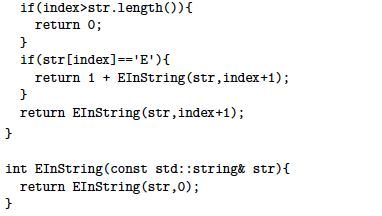 if(index>str.length()){
return 0;
}
if(str[index]=='E'){
return 1 + EInString(str,index+1);
}
return EInString(str,index+1);
}
int EInString(const std::string& str){
return EInString(str,0);
}